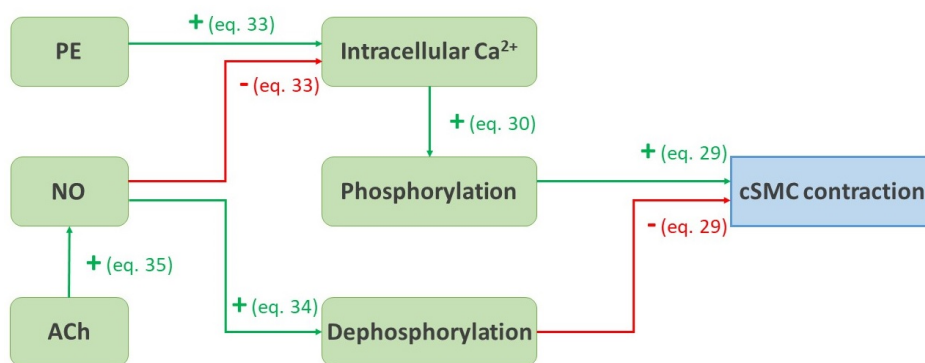 + (eq. 33)
PE
Intracellular Ca²⁺
- (eq. 33)
+ (eq. 30)
+ (eq. 29)
NO
Phosphorylation
cSMC contraction
- (eq. 29)
+ (eq. 35)
+ (eq. 34)
ACh
Dephosphorylation